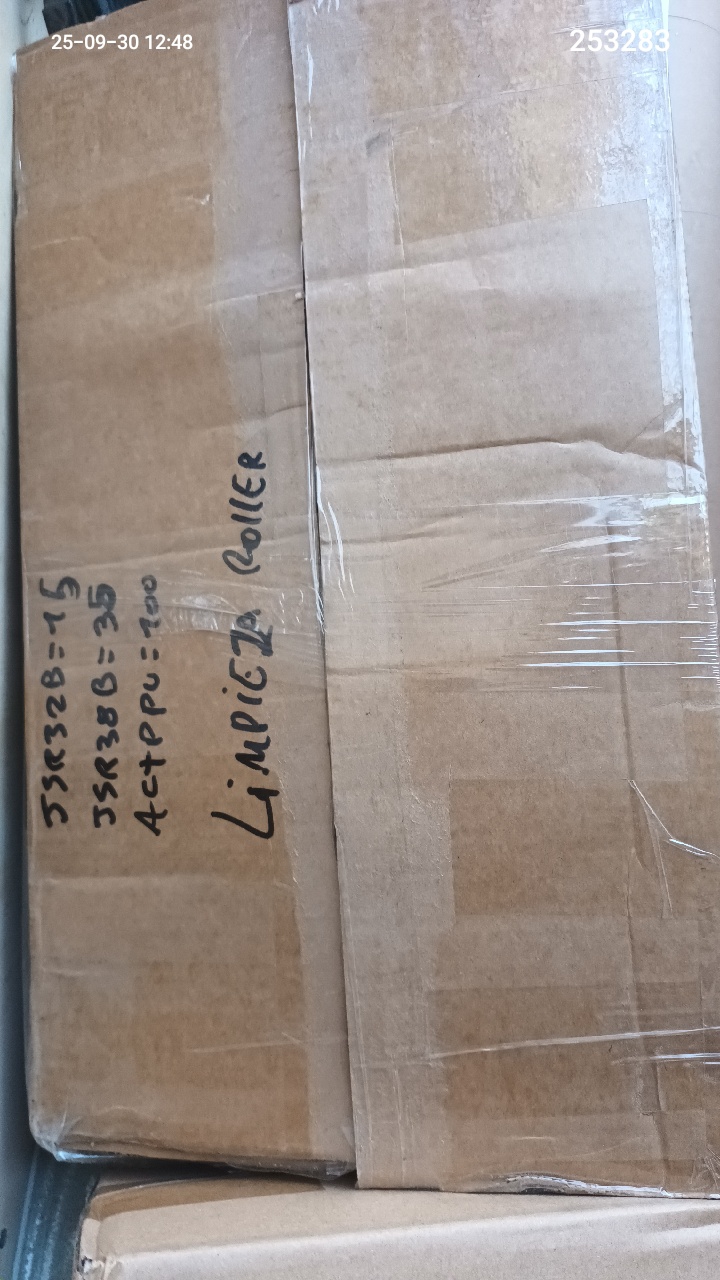 25-09-30 12:48
253283
JSR32B=15
JSR38B=35
ACTPPU=100
LiMPiEZA ROllER